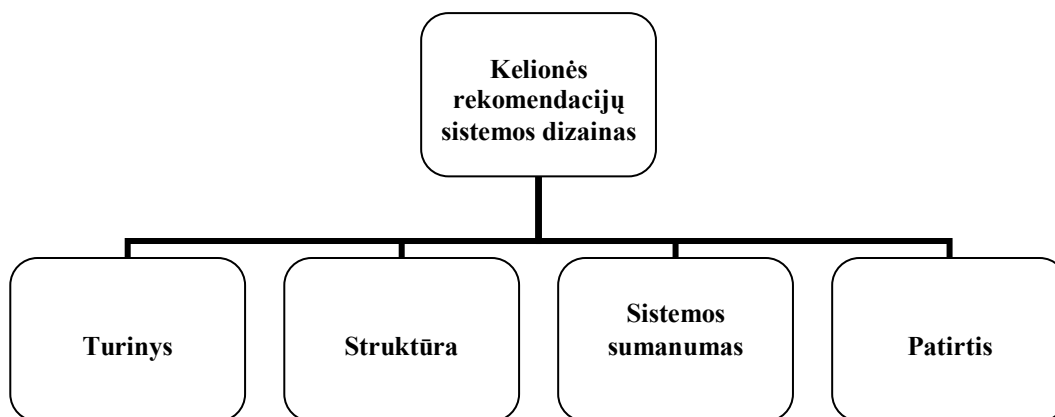 Kelionės
rekomendacijų
sistemos dizainas
Turinys
Struktūra
Sistemos
sumanumas
Patirtis